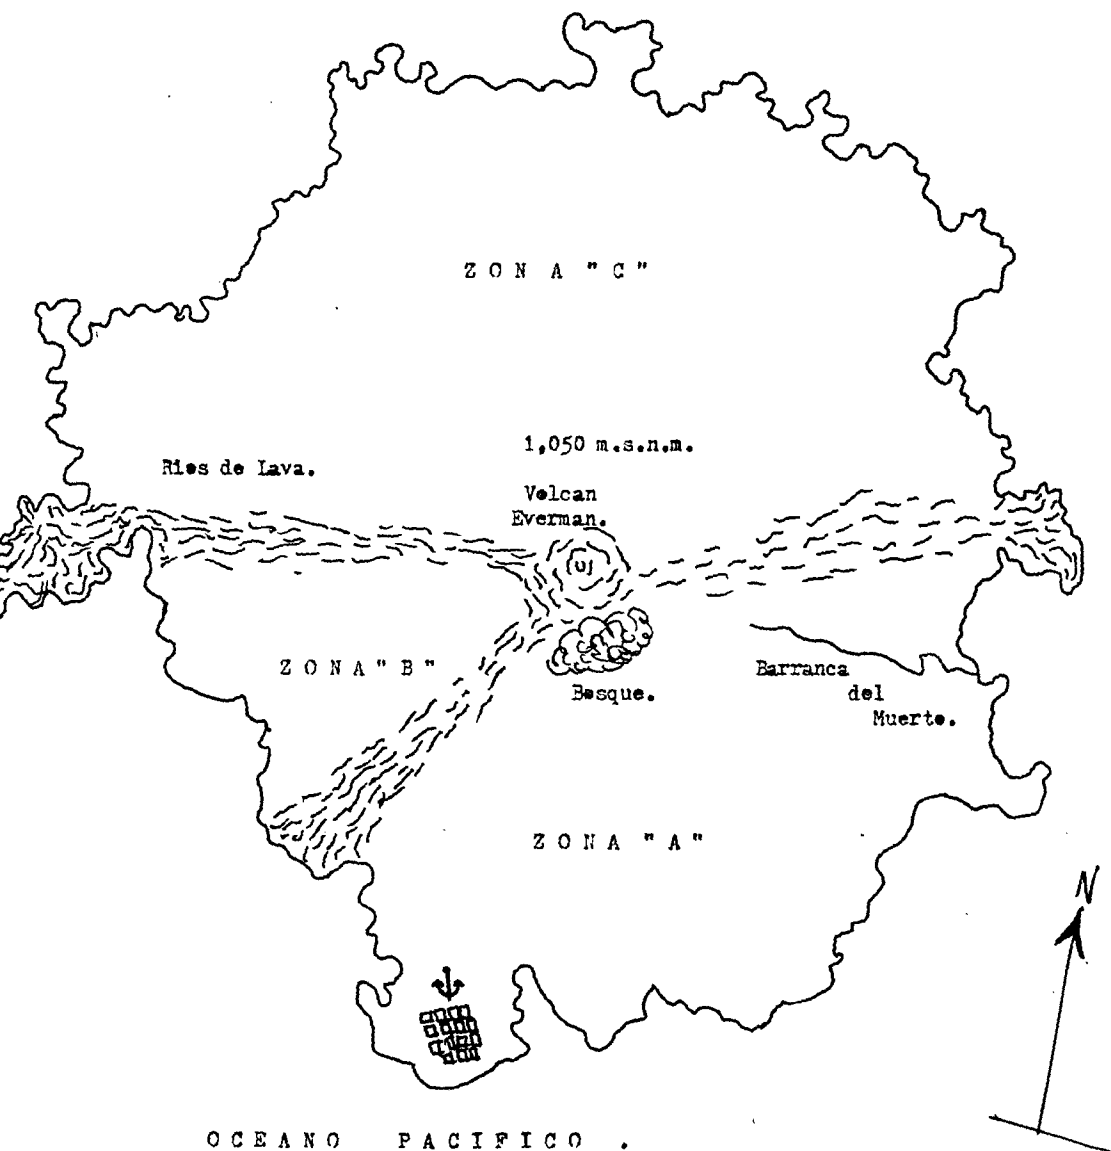 ZONA "C"
1,050 m.s.n.m.
Rios de Lava.
Volcan
Everman.
ZONA "B"
Bosque.
Barranca
del
Muerto.
ZONA "A"
N
OCEANO PACIFICO .